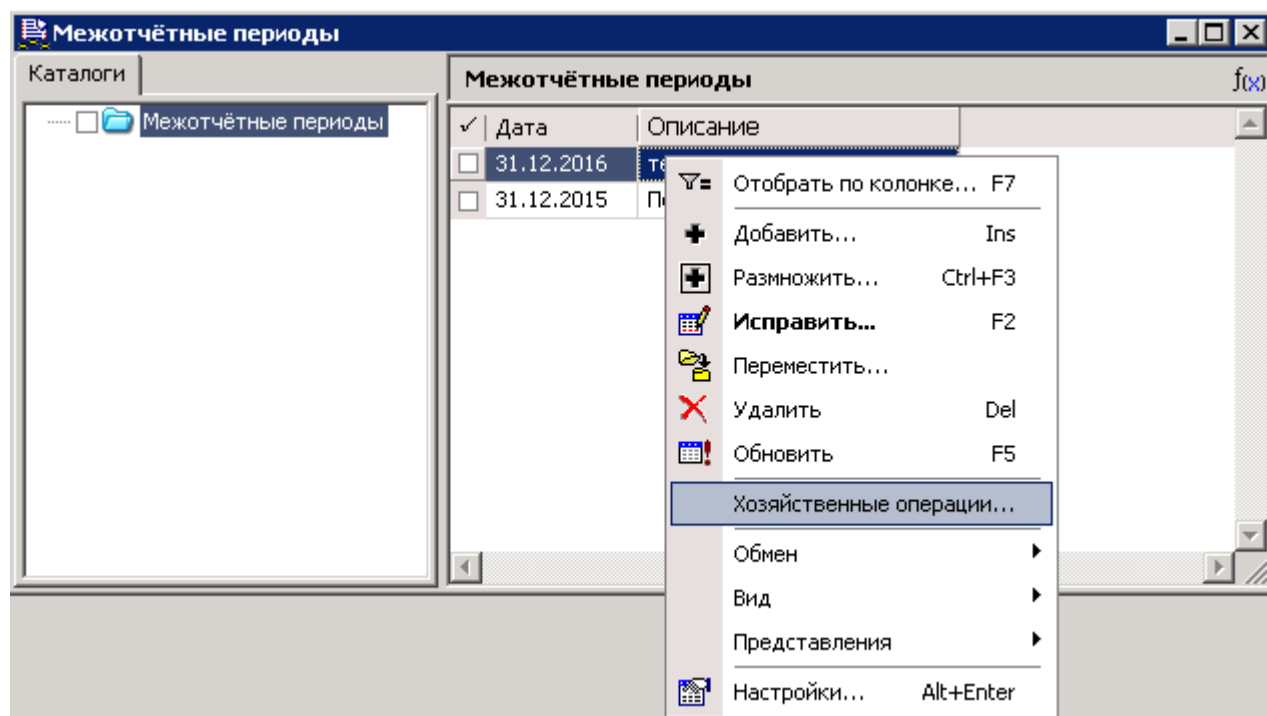 Межотчётные периоды
Каталоги
Межотчётные периоды
Межотчётные периоды
f(x)
Дата Описание
31.12.2016
31.12.2015
Отобрать по колонке... F7
Добавить... Ins
Размножить... Ctrl+F3
Исправить... F2
Переместить...
Удалить Del
Обновить F5
Хозяйственные операции...
Обмен
Вид
Представления
Настройки... Alt+Enter